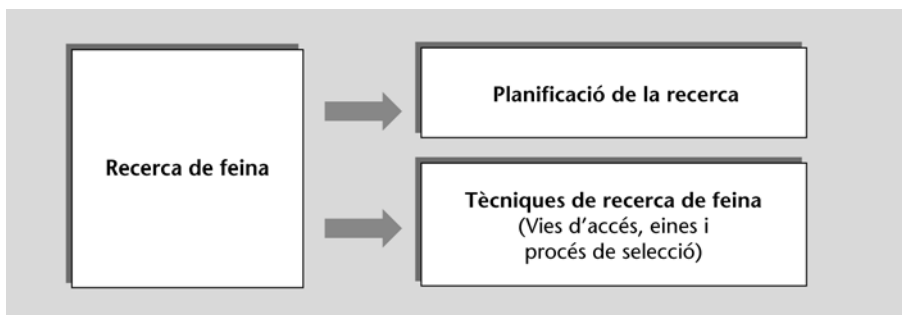 Recerca de feina
Planificació de la recerca
Tècniques de recerca de feina
(Vies d'accés, eines i
procés de selecció)